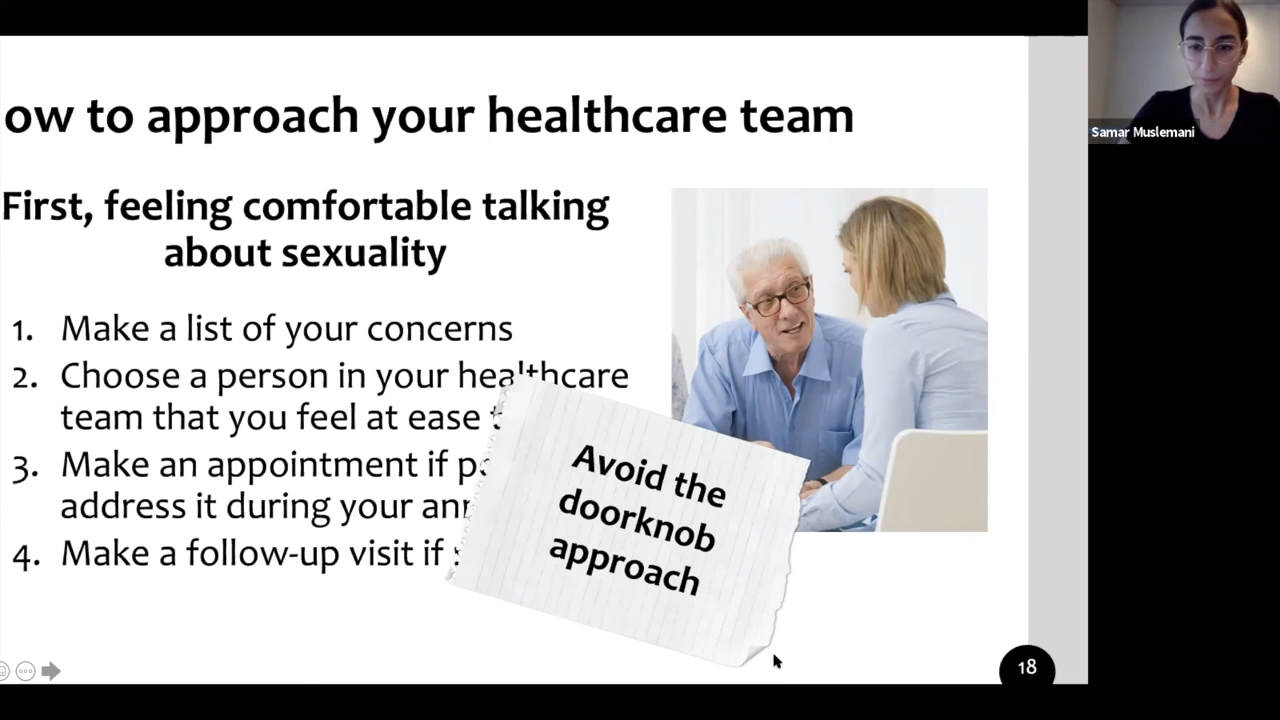 ow to approach your healthcare team
First, feeling comfortable talking
about sexuality
1. Make a list of your concerns
2. Choose a person in your healthcare
team that you feel at ease
3. Make an appointment if
address it during your
4. Make a follow-up visit if
Avoid the
doorknob
approach
18
Samar Muslemani